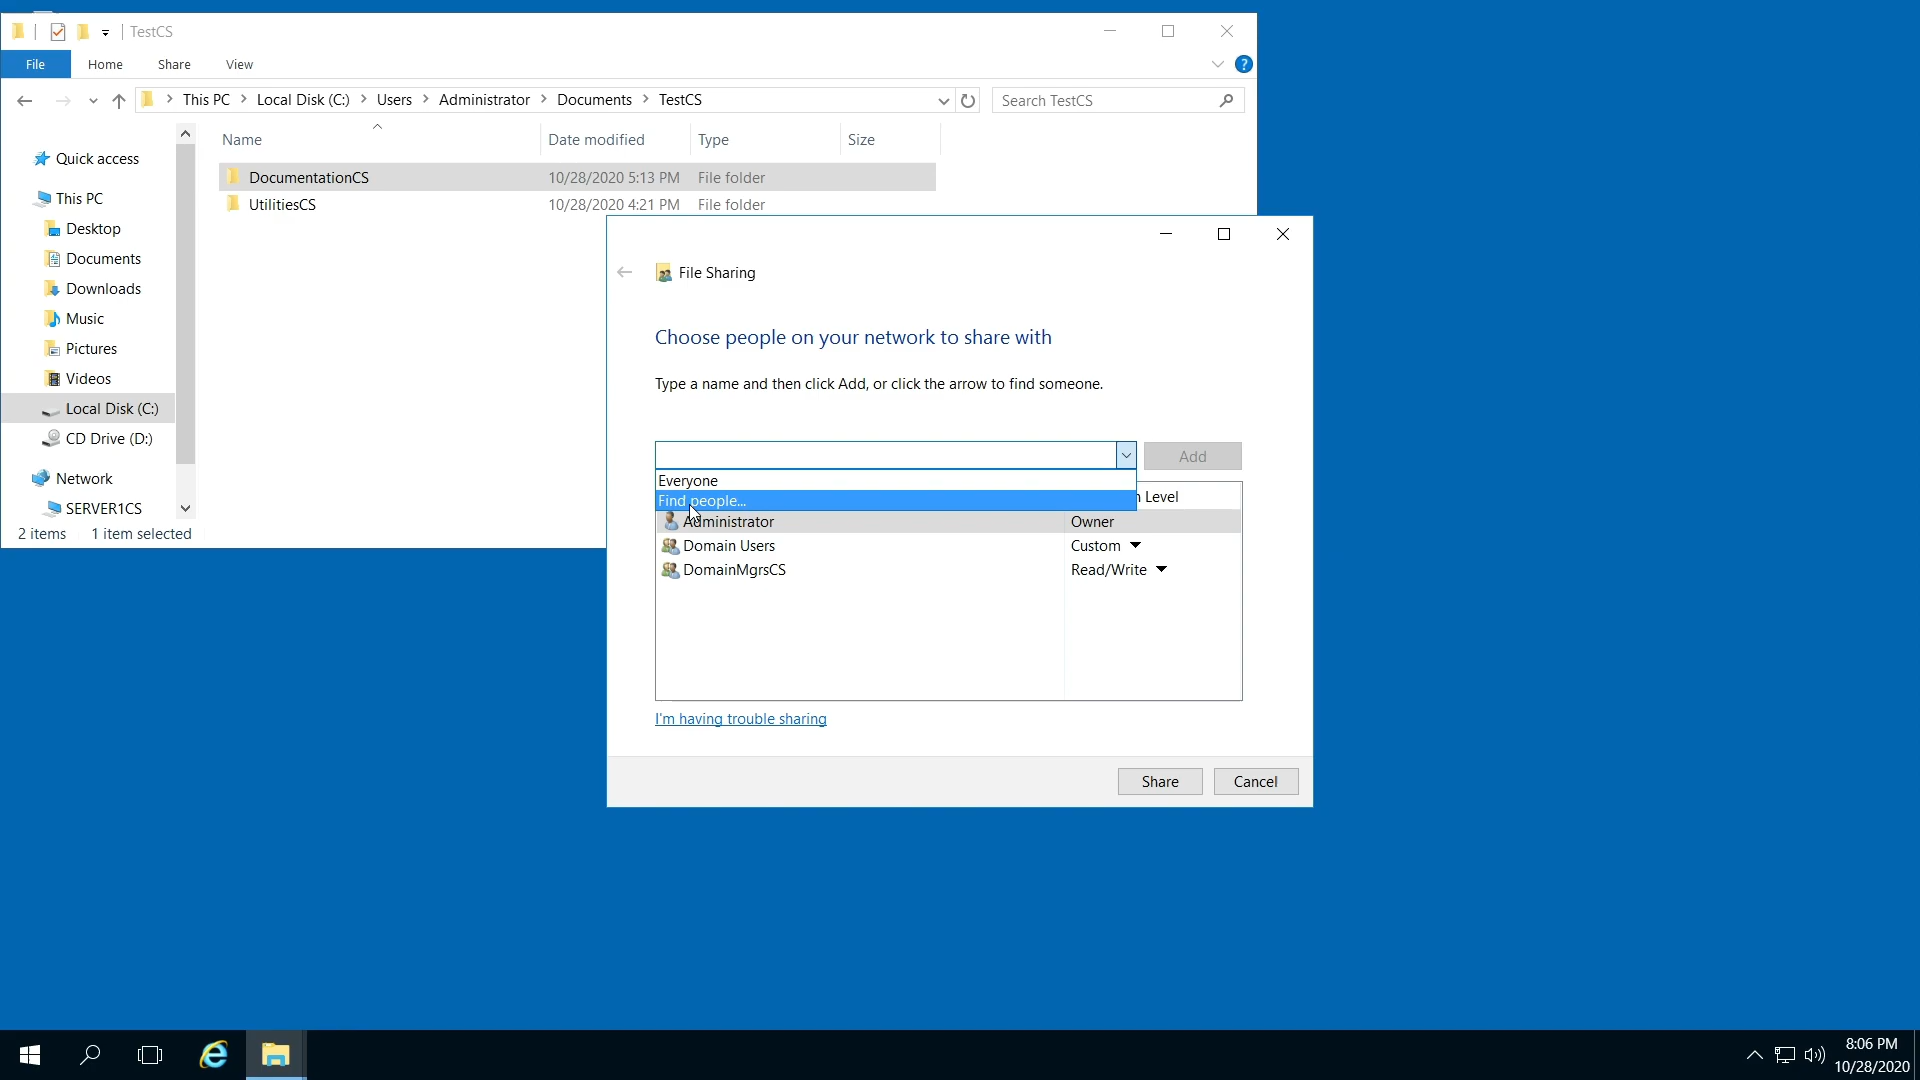 TestCS
File Home Share View
This PC Local Disk (C:) Users Administrator Documents TestCS
Search TestCS
Name Date modified Type Size
DocumentationCS 10/28/2020 5:13 PM File folder
UtilitiesCS 10/28/2020 4:21 PM File folder
Quick access
This PC
Desktop
Documents
Downloads
Music
Pictures
Videos
Local Disk (C:)
CD Drive (D:)
Network
SERVER1CS
2 items 1 item selected
File Sharing
Choose people on your network to share with
Type a name and then click Add, or click the arrow to find someone.
Add
Everyone
Find people...
Level
Administrator Owner
Domain Users Custom
DomainMgrsCS Read/Write
I'm having trouble sharing
Share Cancel
8:06 PM
10/28/2020